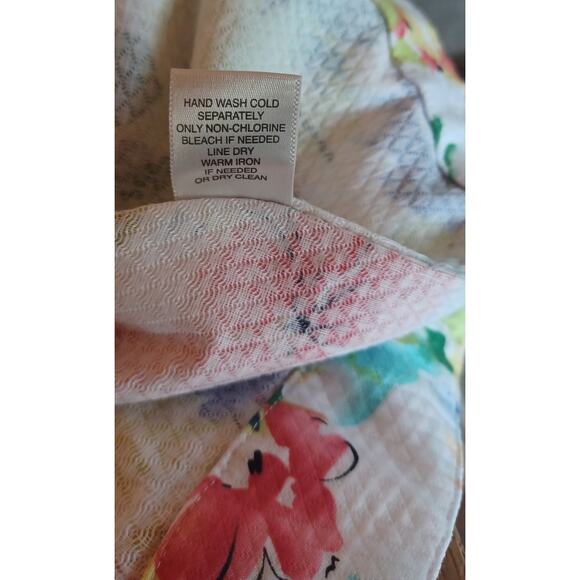 HAND WASH COLD
SEPARATELY
ONLY NON-CHLORINE
BLEACH IF NEEDED
LINE DRY
WARM IRON
IF NEEDED
OR DRY CLEAN